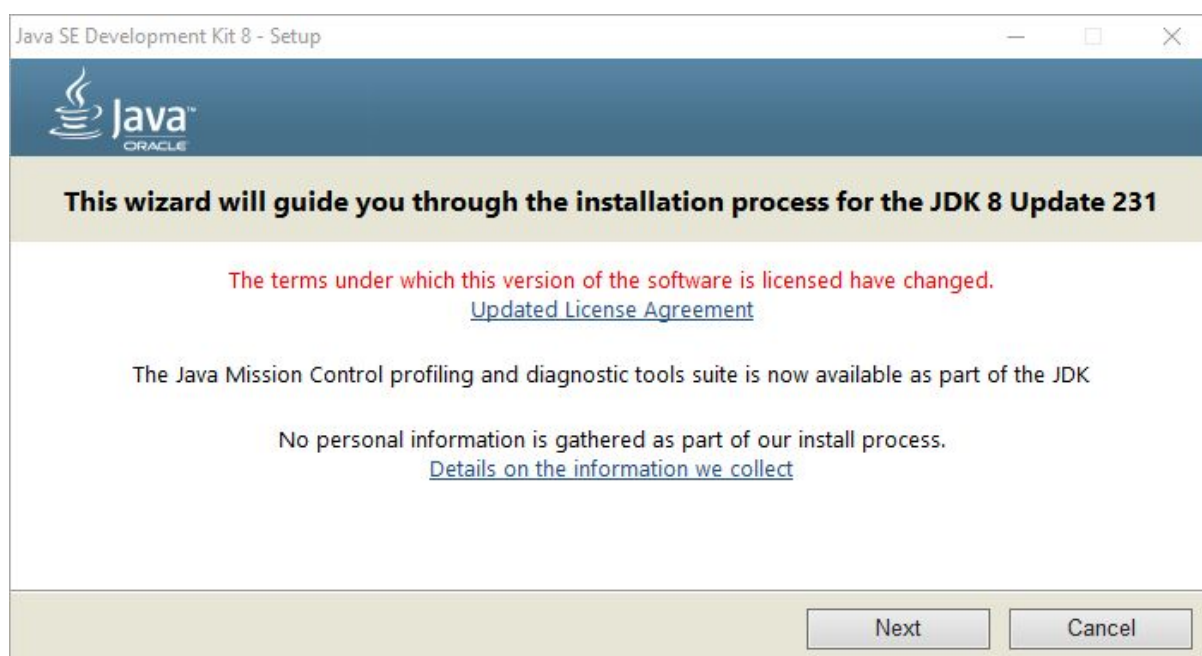 Java SE Development Kit 8 - Setup
Java™
ORACLE
This wizard will guide you through the installation process for the JDK 8 Update 231
The terms under which this version of the software is licensed have changed.
Updated License Agreement
The Java Mission Control profiling and diagnostic tools suite is now available as part of the JDK
No personal information is gathered as part of our install process.
Details on the information we collect
Next Cancel